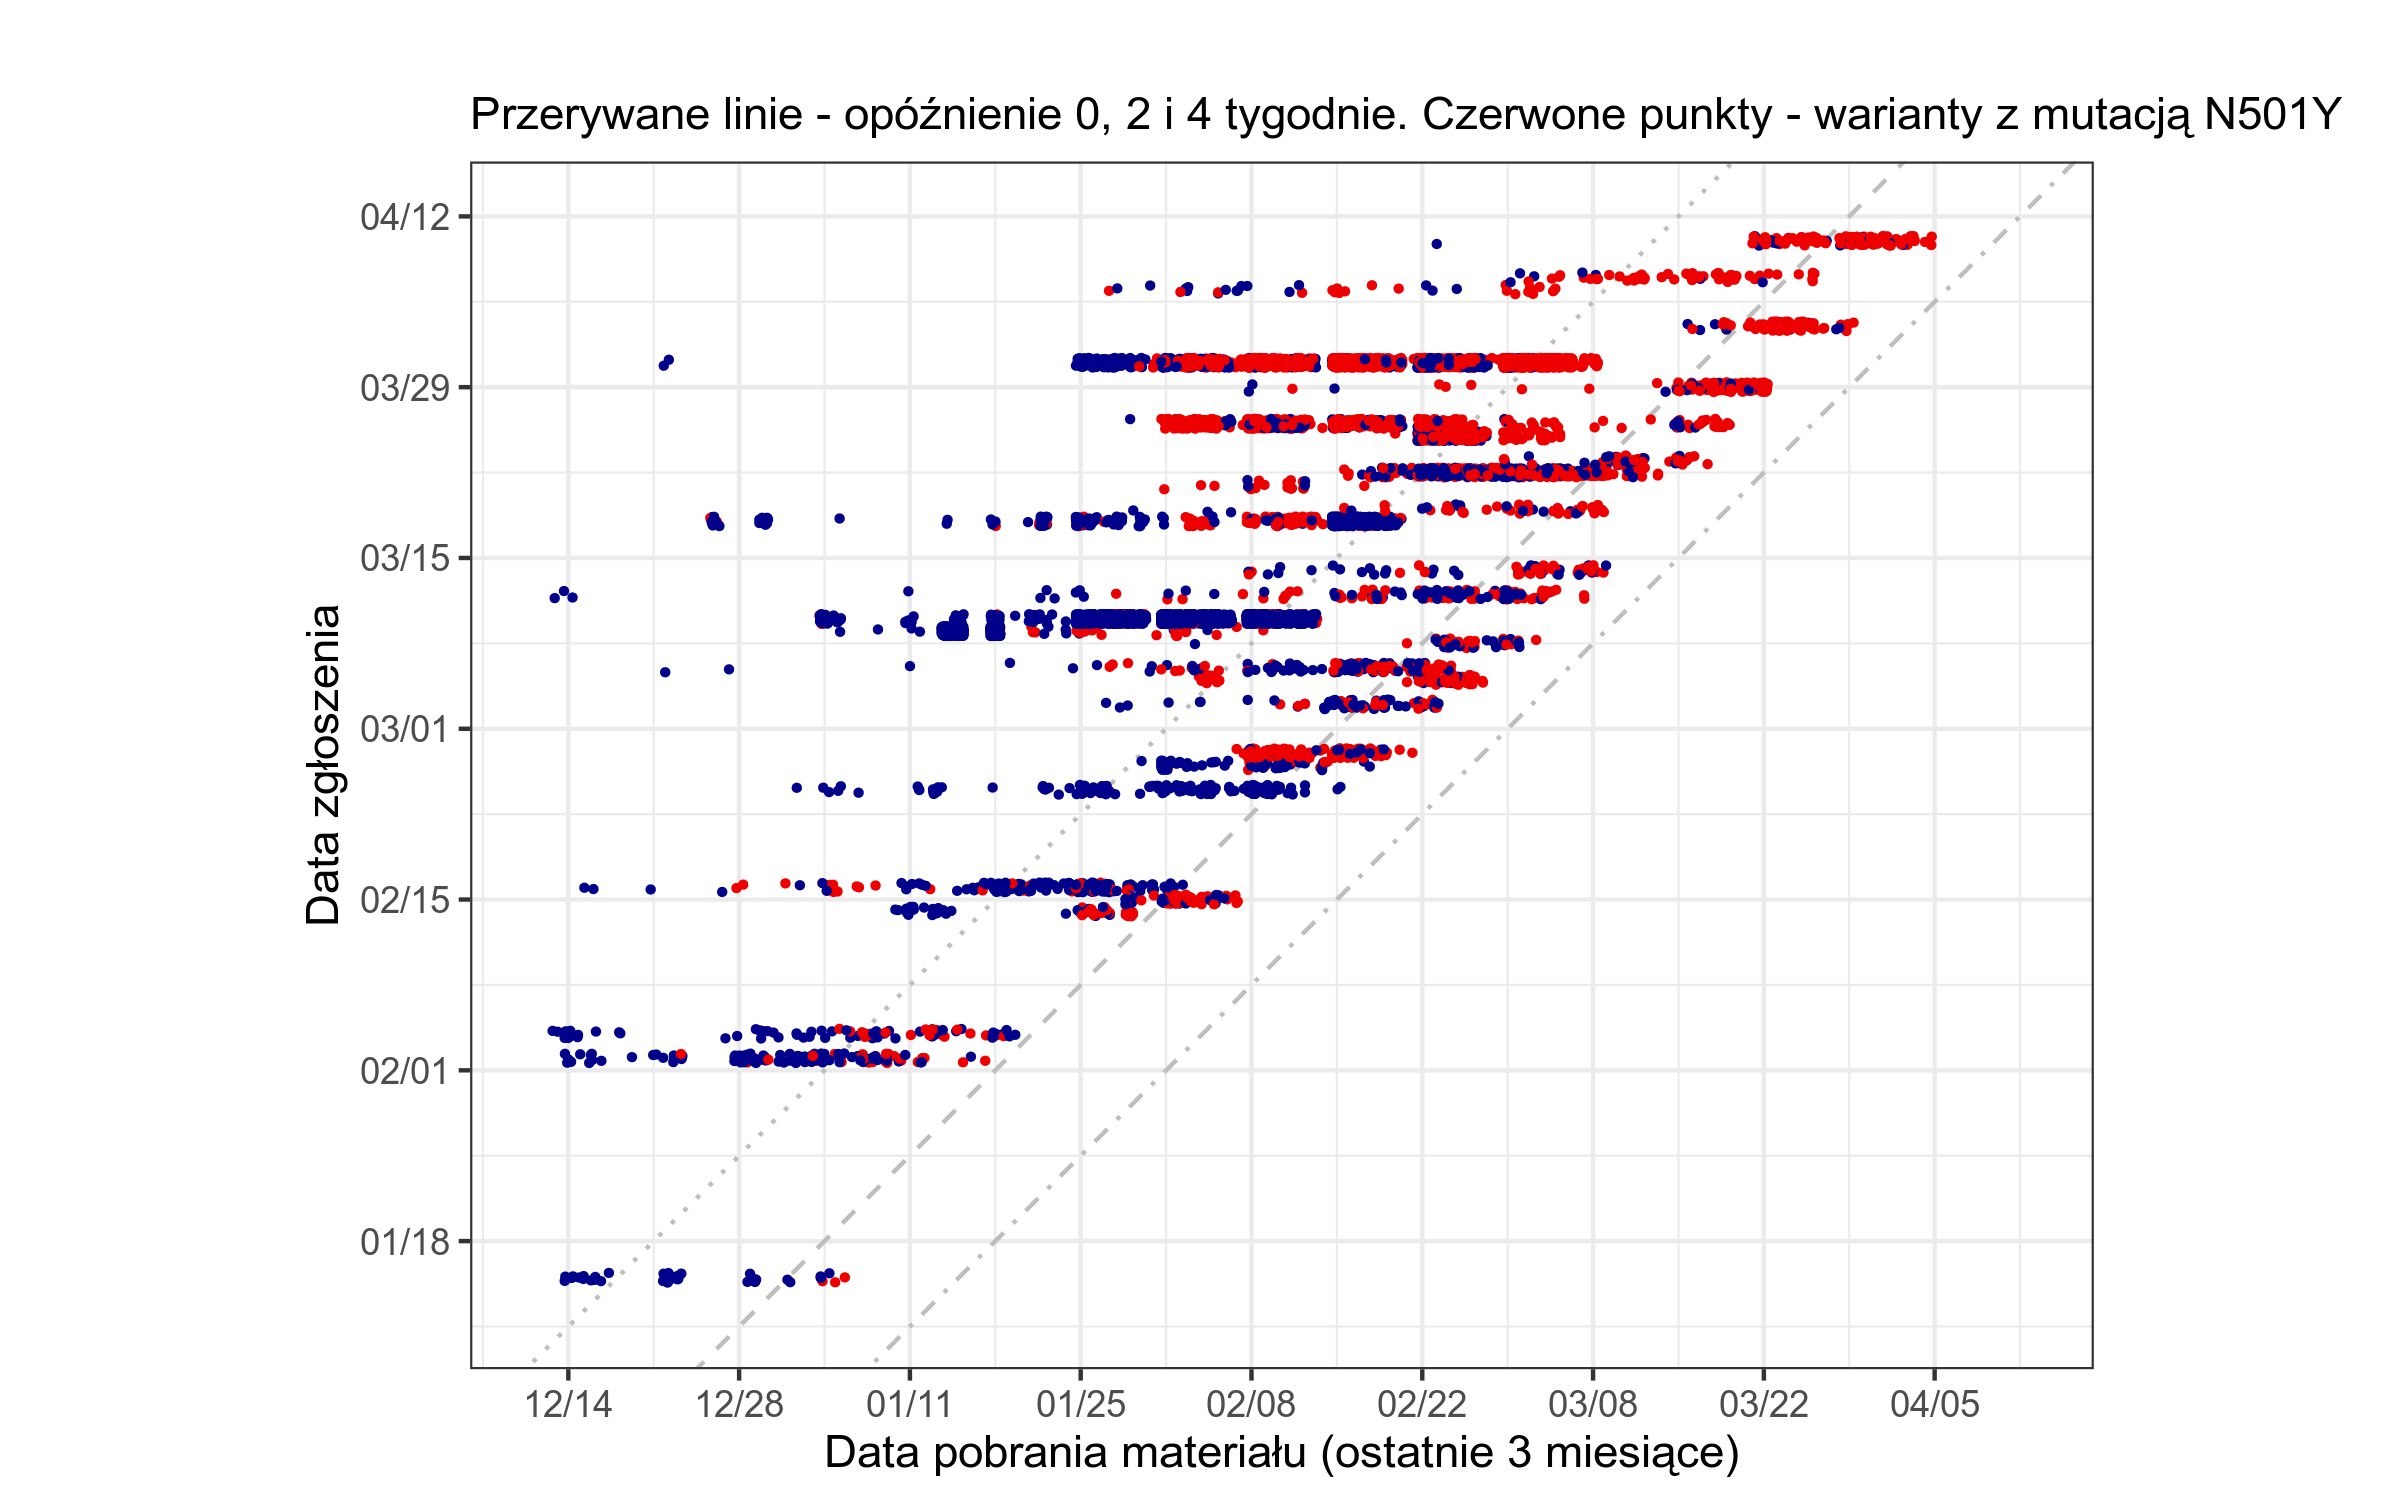 Przerywane linie - opóźnienie 0, 2 i 4 tygodnie. Czerwone punkty - warianty z mutacją N501Y
Data zgłoszenia
04/12
03/29
03/15
03/01
02/15
02/01
01/18
12/14 12/28 01/11 01/25 02/08 02/22 03/08 03/22 04/05
Data pobrania materiału (ostatnie 3 miesiące)